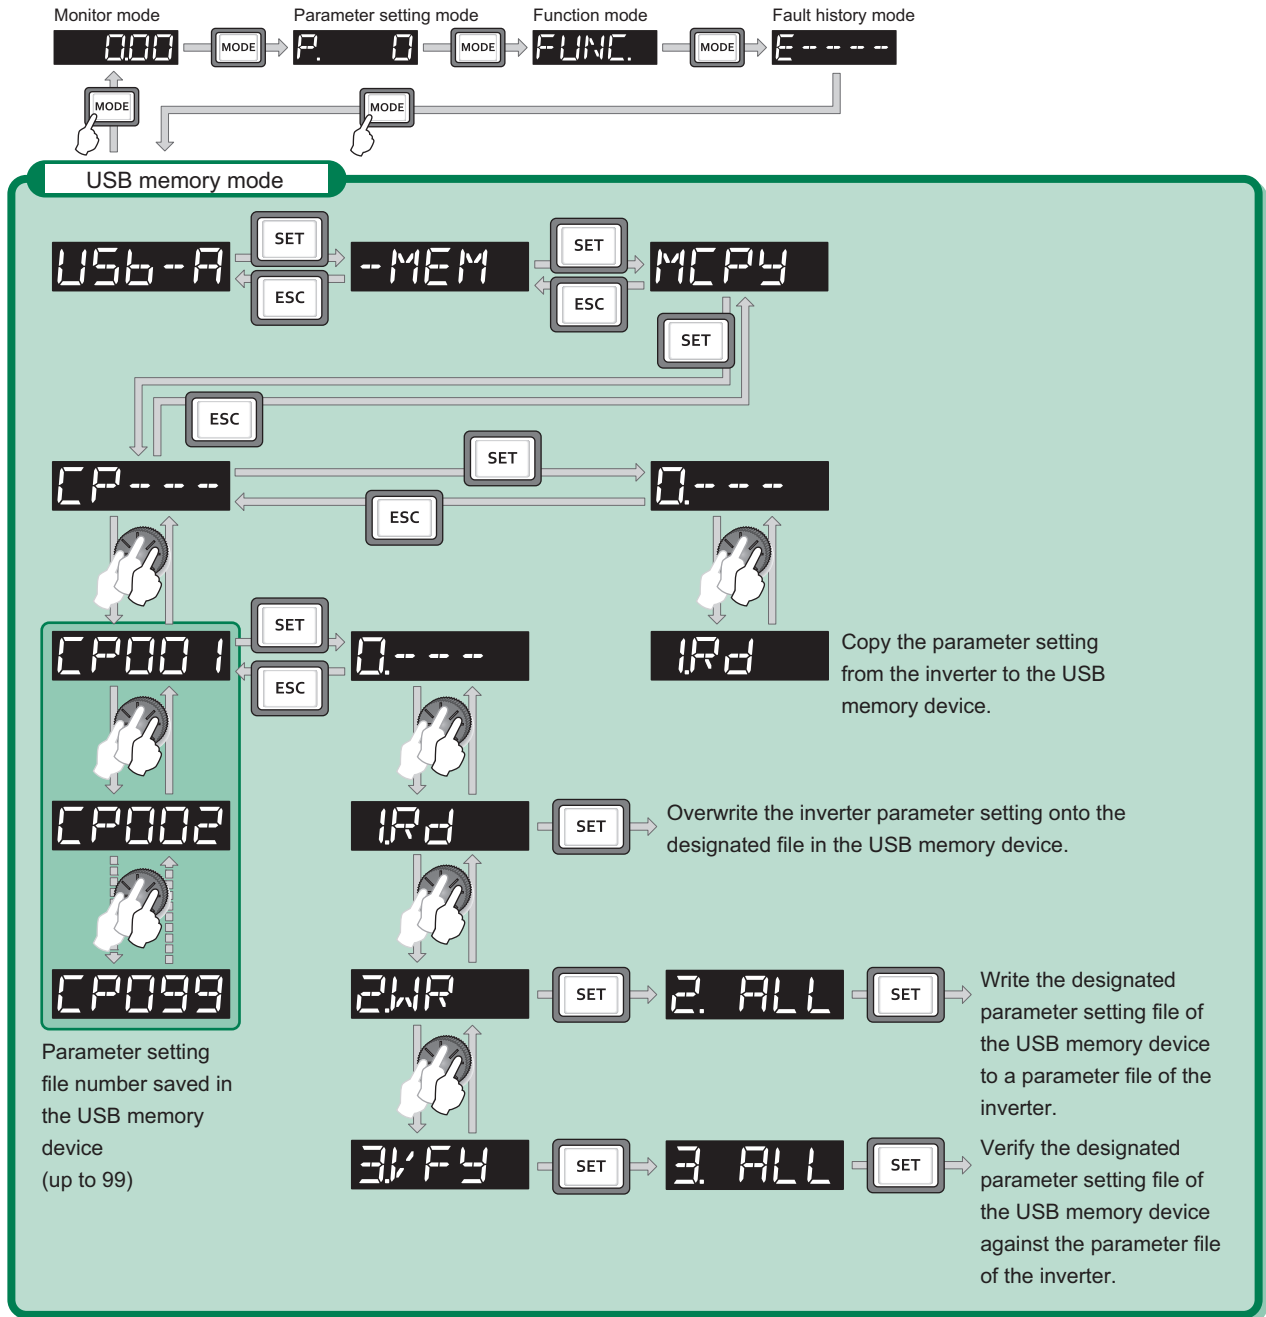 Monitor mode
Parameter setting mode
Function mode
Fault history mode
0.00
MODE
P. 0
MODE
FUNC.
MODE
E----
MODE
MODE
USB memory mode
USb-A
SET
ESC
-MEM
SET
ESC
MCPY
SET
ESC
CP---
SET
ESC
0.---
CP001
SET
ESC
0.---
1.Rd
Copy the parameter setting
from the inverter to the USB
memory device.
CP002
1.Rd
SET
Overwrite the inverter parameter setting onto the
designated file in the USB memory device.
CP099
2.WR
SET
2. ALL
SET
Write the designated
parameter setting file of
the USB memory device
to a parameter file of the
inverter.
Parameter setting
file number saved in
the USB memory
device
(up to 99)
3.VFY
SET
3. ALL
SET
Verify the designated
parameter setting file of
the USB memory device
against the parameter file
of the inverter.